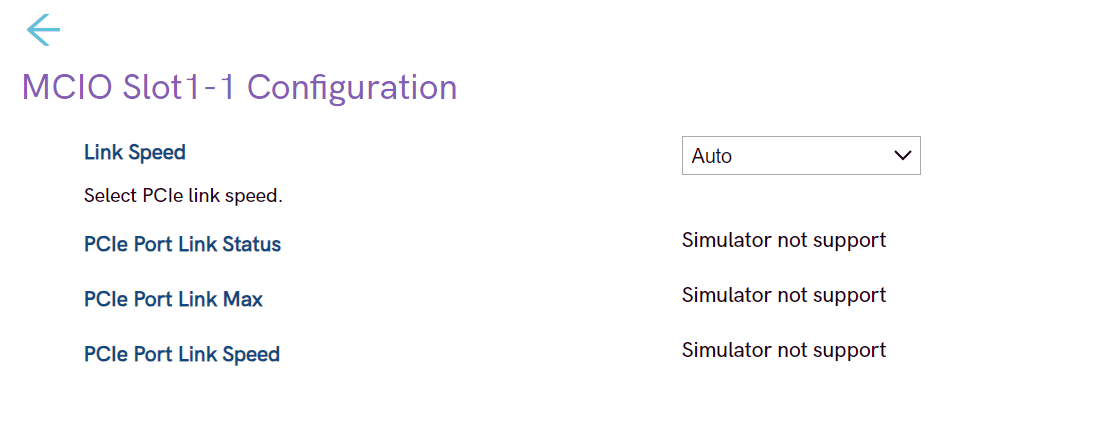 MCIO Slot1-1 Configuration
Link Speed
Auto
Select PCIe link speed.
PCIe Port Link Status
Simulator not support
PCIe Port Link Max
Simulator not support
PCIe Port Link Speed
Simulator not support